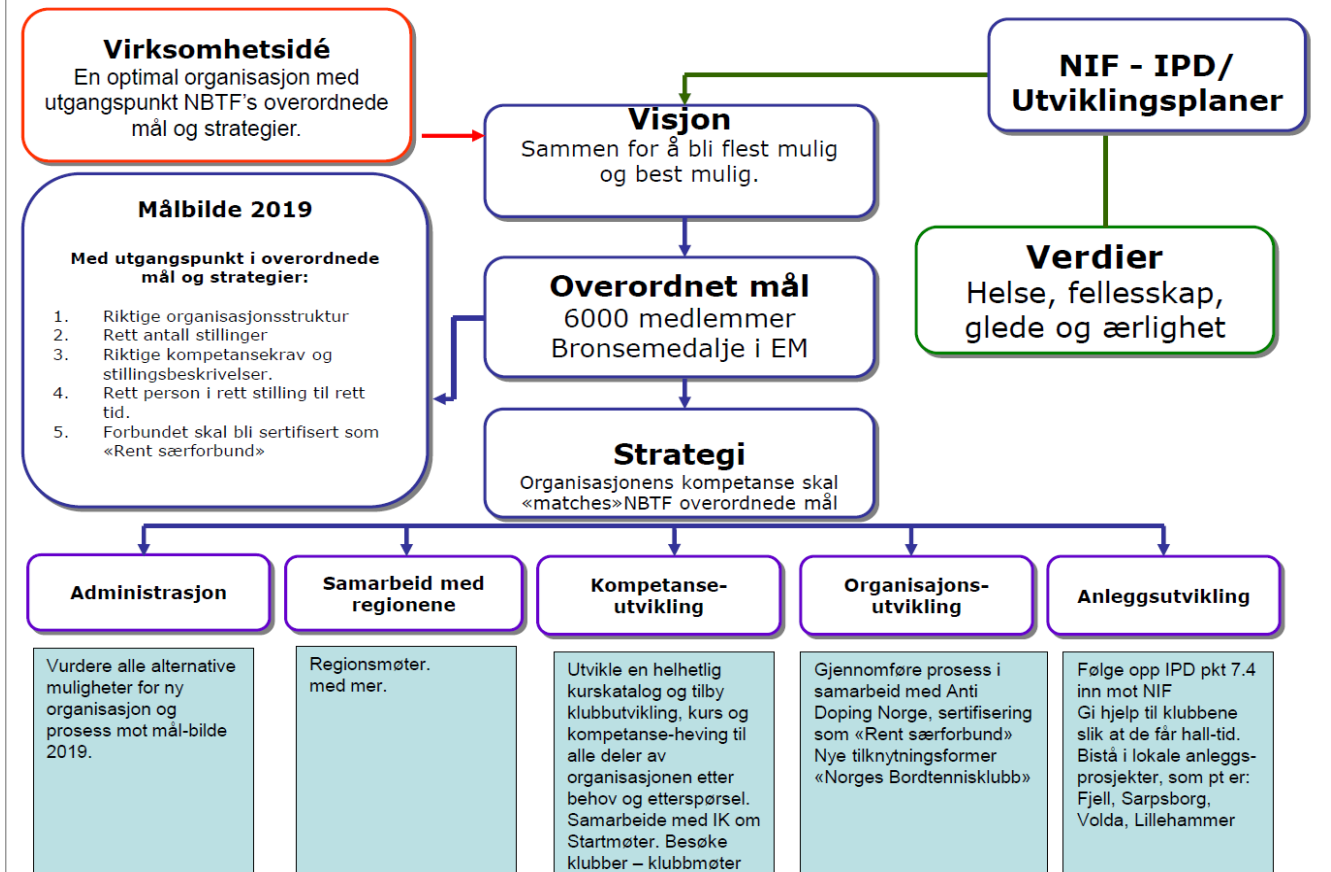 Virksomhetsidé
En optimal organisasjon med
utgangspunkt NBTF's overordnede
mål og strategier.
NIF - IPD/
Utviklingsplaner
Visjon
Sammen for å bli flest mulig
og best mulig.
Målbilde 2019
Med utgangspunkt i overordnede
mål og strategier:
1. Riktige organisasjonsstruktur
2. Rett antall stillinger
3. Riktige kompetansekrav og
stillingsbeskrivelser.
4. Rett person i rett stilling til rett
tid.
5. Forbundet skal bli sertifisert som
«Rent særforbund»
Overordnet mål
6000 medlemmer
Bronsemedalje i EM
Verdier
Helse, fellesskap,
glede og ærlighet
Strategi
Organisasjonens kompetanse skal
«matches»NBTF overordnede mål
Administrasjon
Samarbeid med
regionene
Kompetanse-
utvikling
Organisajons-
utvikling
Anleggsutvikling
Vurdere alle alternative
muligheter for ny
organisasjon og
prosess mot mål-bilde
2019.
Regionsmøter.
med mer.
Utvikle en helhetlig
kurskatalog og tilby
klubbutvikling, kurs og
kompetanse-heving til
alle deler av
organisasjonen etter
behov og etterspørsel.
Samarbeide med IK om
Startmøter. Besøke
klubber – klubbmøter
Gjennomføre prosess i
samarbeid med Anti
Doping Norge, sertifisering
som «Rent særforbund»
Nye tilknytningsformer
«Norges Bordtennisklubb»
Følge opp IPD pkt 7.4
inn mot NIF
Gi hjelp til klubbene
slik at de får hall-tid.
Bistå i lokale anleggs-
prosjekter, som pt er:
Fjell, Sarpsborg,
Volda, Lillehammer